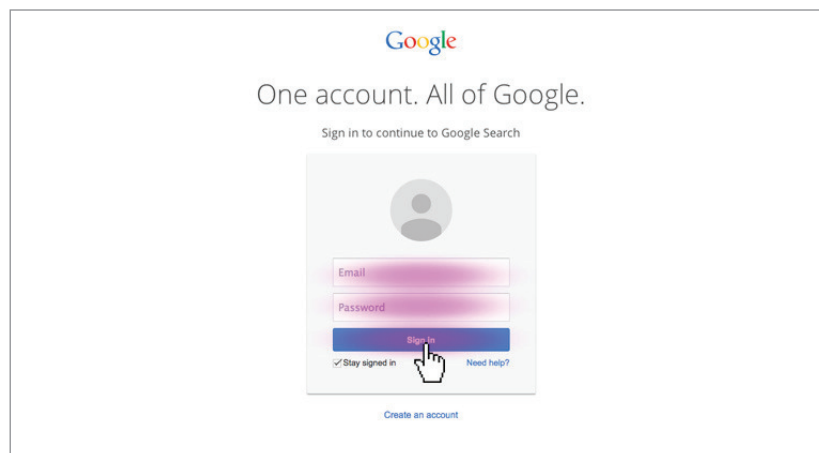 Google
One account. All of Google.
Sign in to continue to Google Search
Email
Password
Sign in
Stay signed in
Need help?
Create an account